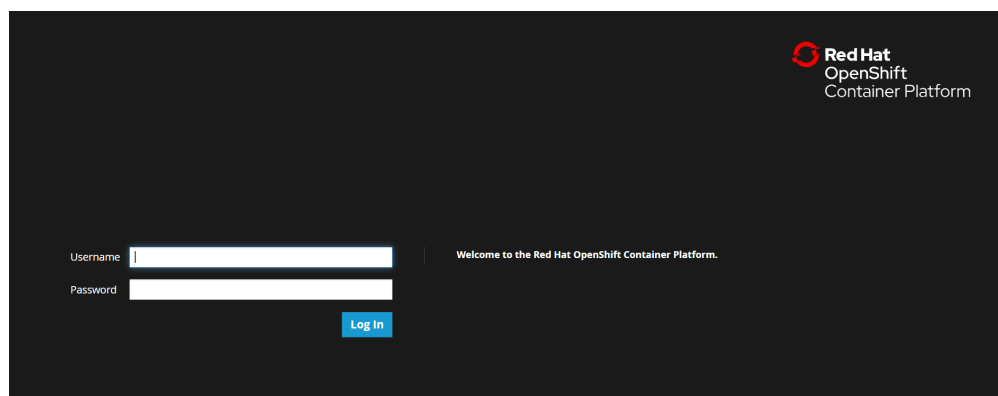 Red Hat
OpenShift
Container Platform
Username
Welcome to the Red Hat OpenShift Container Platform.
Password
Log In